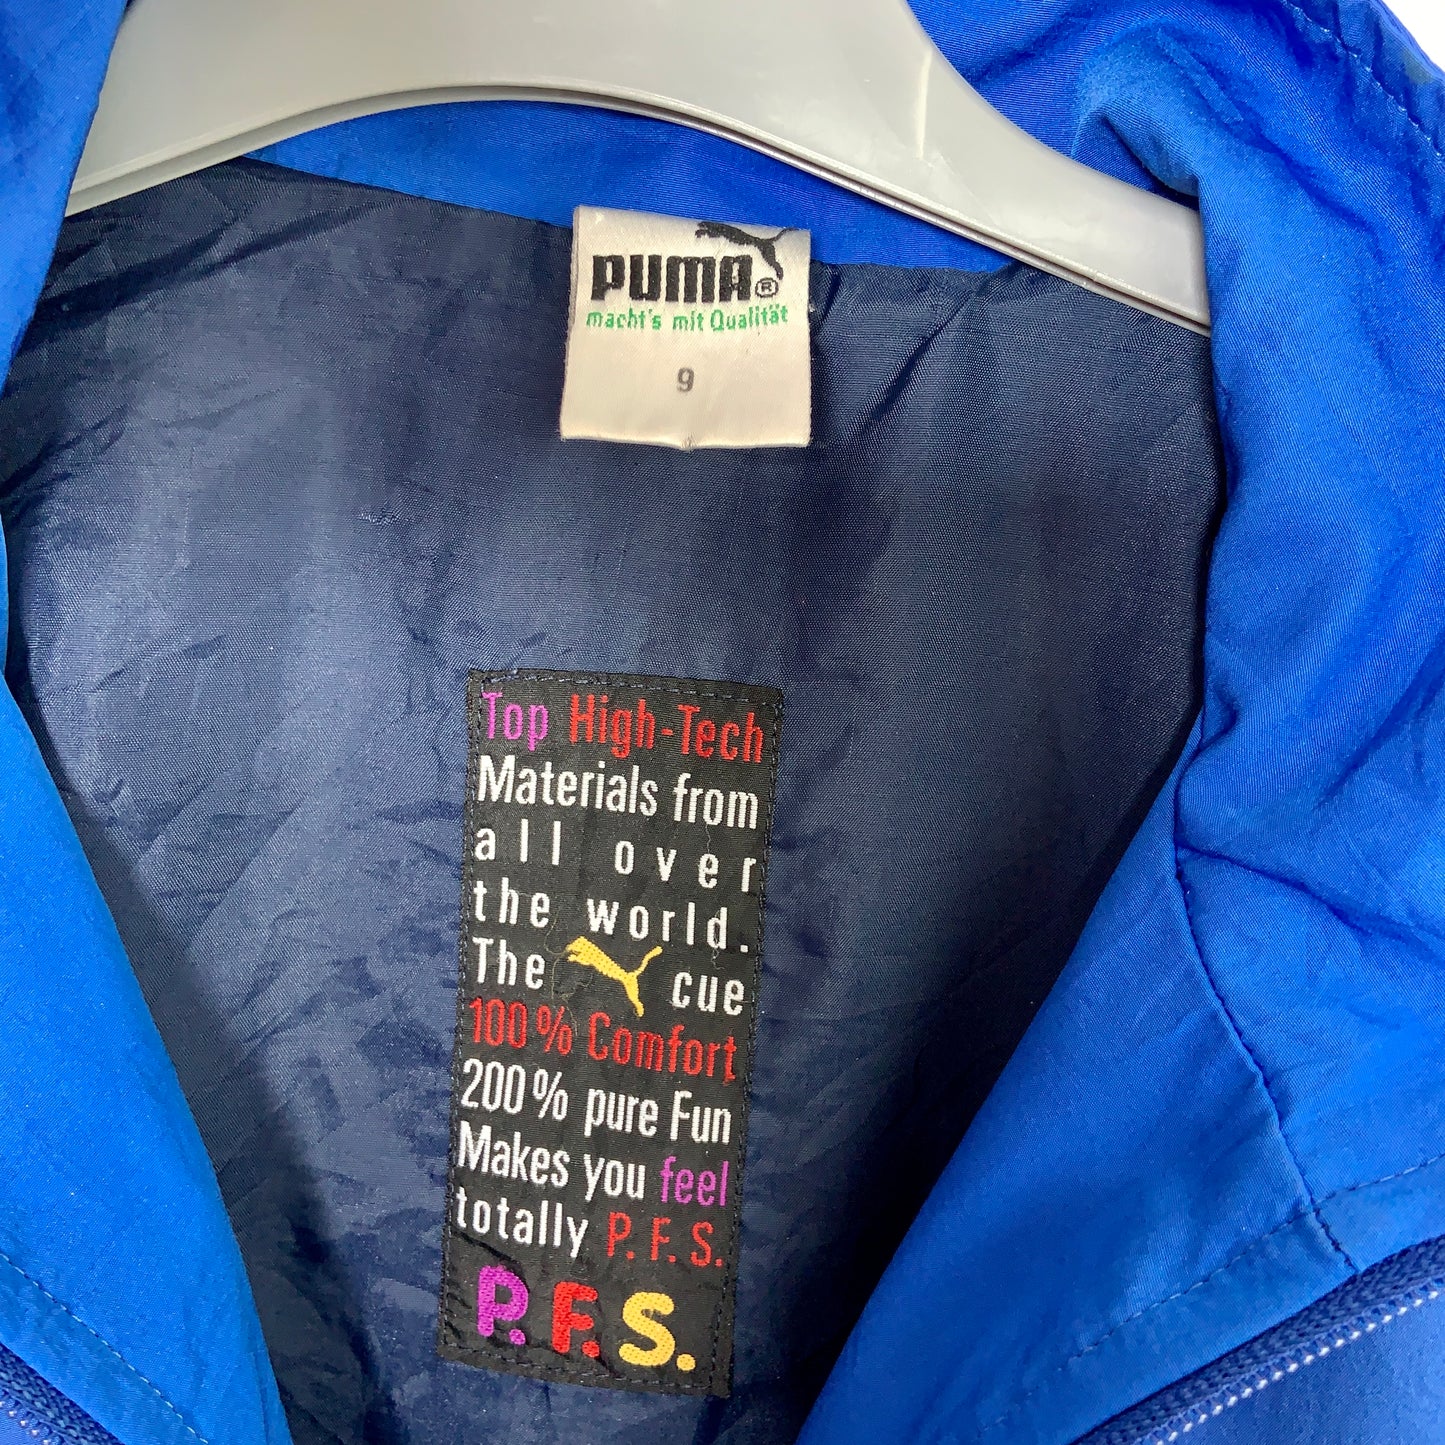 PUMA®
macht's mit Qualität
9
Top High-Tech
Materials from
all over
the world.
The cue
100% Comfort
200% pure Fun
Makes you feel
totally P.F.S.
P.F.S.